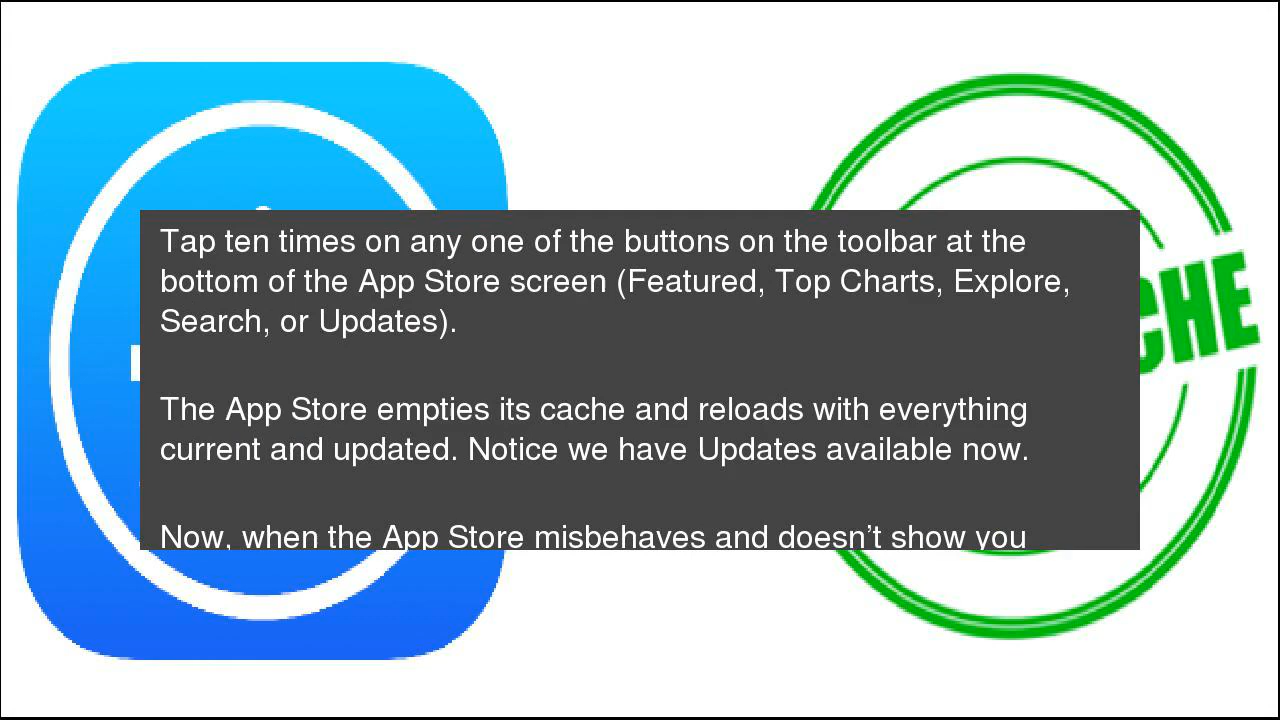 Tap ten times on any one of the buttons on the toolbar at the
bottom of the App Store screen (Featured, Top Charts, Explore,
Search, or Updates).
The App Store empties its cache and reloads with everything
current and updated. Notice we have Updates available now.
Now, when the App Store misbehaves and doesn’t show you
CHE